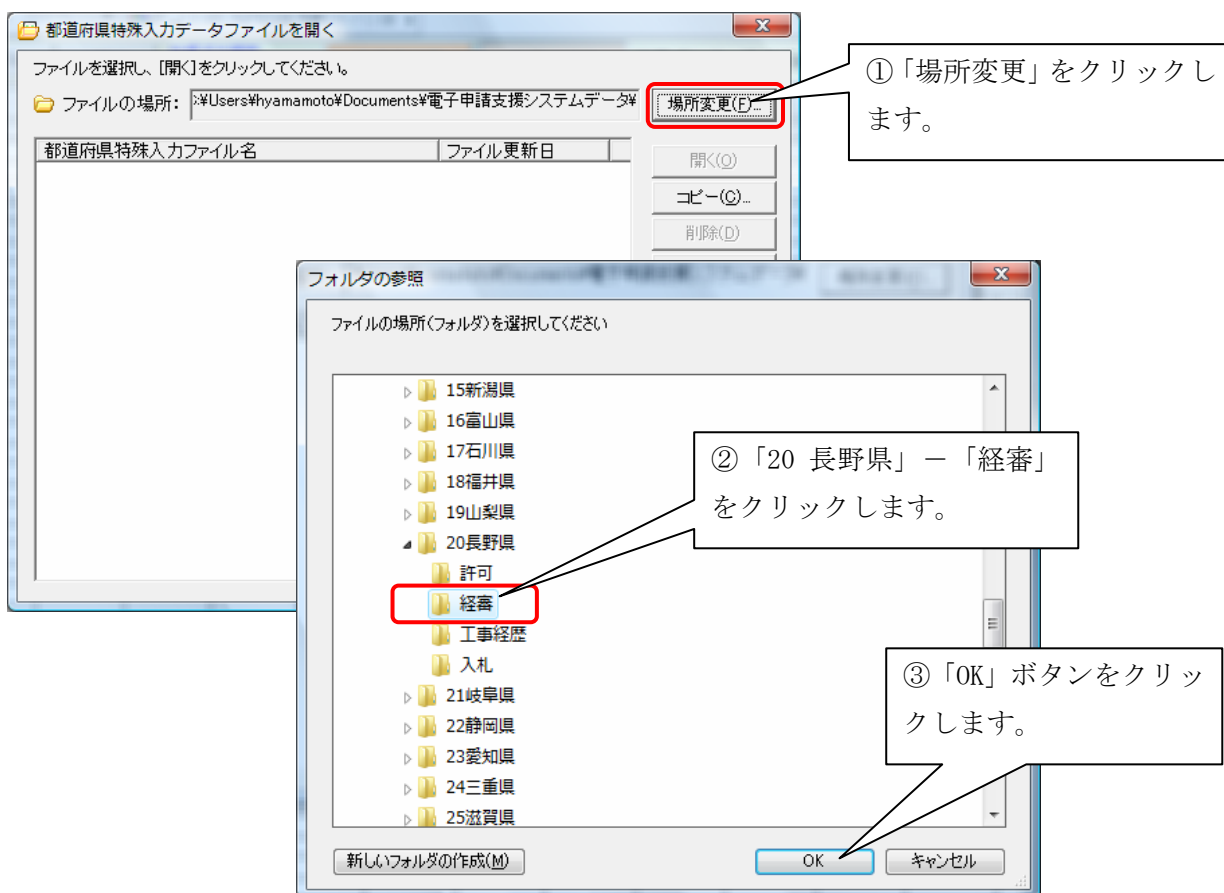 都道府県特殊入力データファイルを開く
ファイルを選択し、[開く]をクリックしてください。
ファイルの場所:
:¥Users¥hyamamoto¥Documents¥電子申請支援システムデータ¥
場所変更(F)...
都道府県特殊入力ファイル名
ファイル更新日
開く(O)
コピー(C)...
削除(D)
①「場所変更」をクリックし
ます。
フォルダの参照
ファイルの場所(フォルダ)を選択してください
15新潟県
16富山県
17石川県
18福井県
19山梨県
20長野県
許可
経審
工事経歴
入札
21岐阜県
22静岡県
23愛知県
24三重県
25滋賀県
②「20 長野県」－「経審」
をクリックします。
③「OK」ボタンをクリッ
クします。
新しいフォルダの作成(M)
OK
キャンセル